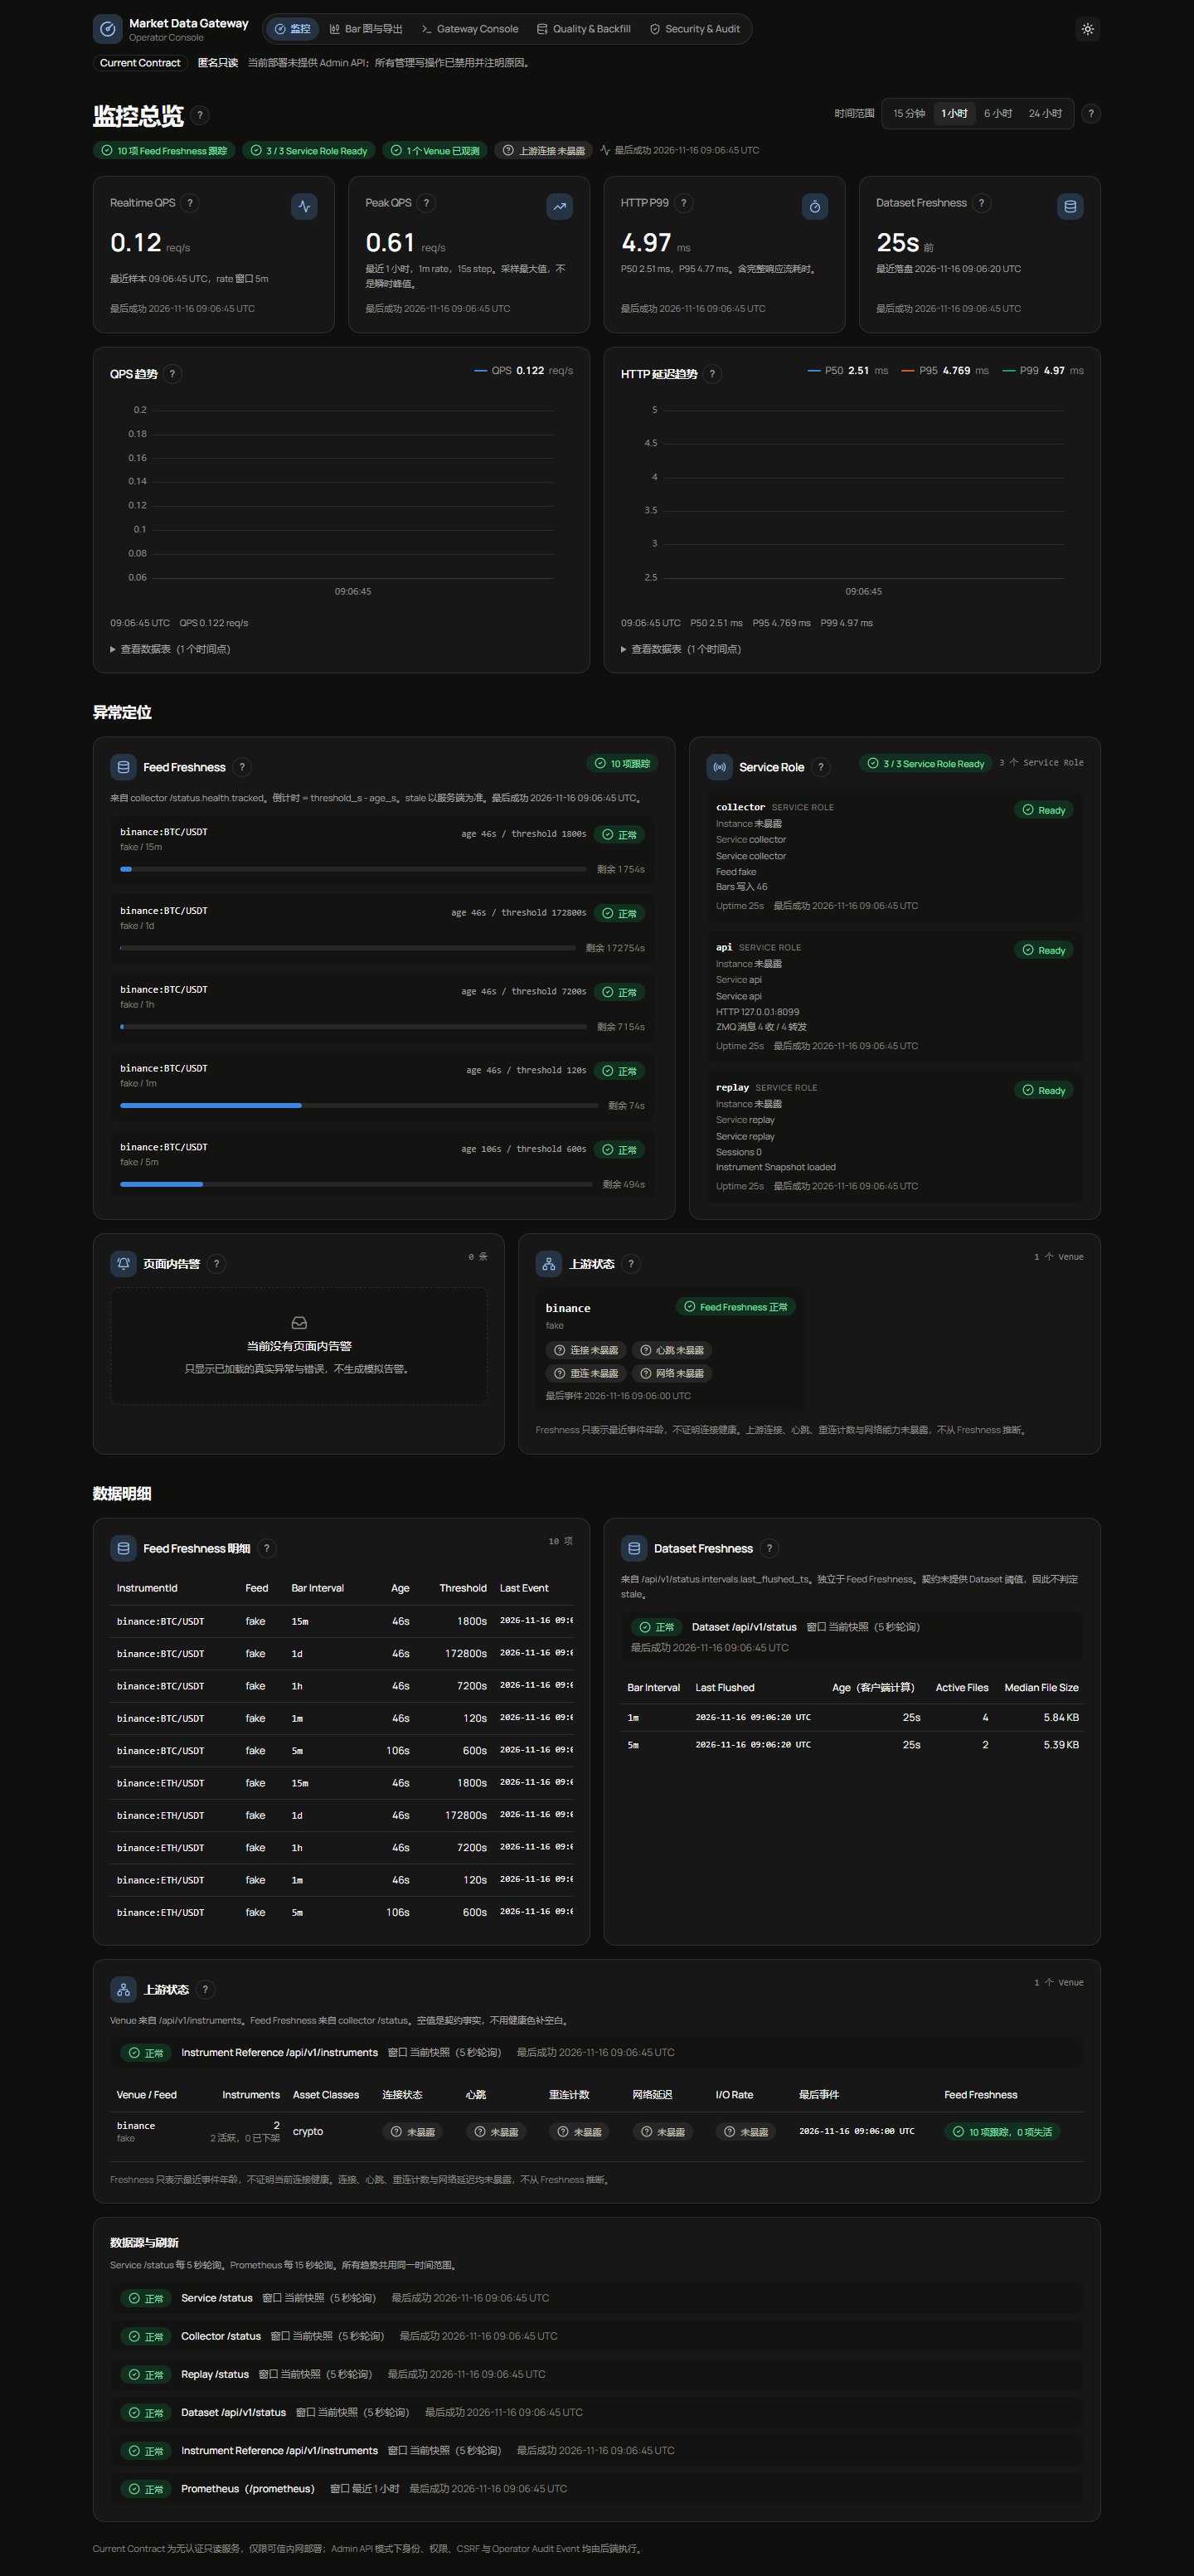 Market Data Gateway
Operator Console
监控
Bar 图与导出
Gateway Console
Quality & Backfill
Security & Audit
Current Contract 匿名只读 当前部署未提供 Admin API；所有管理写操作已禁用并注明原因。
监控总览 ?
时间范围 15 分钟 1 小时 6 小时 24 小时 ?
10 项 Feed Freshness 跟踪 3 / 3 Service Role Ready 1 个 Venue 已观测 上游连接 未暴露 最后成功 2026-11-16 09:06:45 UTC
Realtime QPS ?
0.12 req/s
最近样本 09:06:45 UTC，rate 窗口 5m
最后成功 2026-11-16 09:06:45 UTC
Peak QPS ?
0.61 req/s
最近 1 小时，1m rate，15s step。采样最大值，不
是瞬时峰值。
最后成功 2026-11-16 09:06:45 UTC
HTTP P99 ?
4.97 ms
P50 2.51 ms，P95 4.77 ms。含完整响应流耗时。
最后成功 2026-11-16 09:06:45 UTC
Dataset Freshness ?
25s 前
最近落盘 2026-11-16 09:06:20 UTC
最后成功 2026-11-16 09:06:45 UTC
QPS 趋势 ?
QPS 0.122 req/s
0.2
0.18
0.16
0.14
0.12
0.1
0.08
0.06
09:06:45
09:06:45 UTC QPS 0.122 req/s
查看数据表（1 个时间点）
HTTP 延迟趋势 ?
P50 2.51 ms P95 4.769 ms P99 4.97 ms
5
4.5
4
3.5
3
2.5
09:06:45
09:06:45 UTC P50 2.51 ms P95 4.769 ms P99 4.97 ms
查看数据表（1 个时间点）
异常定位
Feed Freshness ?
10 项跟踪
来自 collector /status.health.tracked。倒计时 = threshold_s - age_s。stale 以服务端为准。最后成功 2026-11-16 09:06:45 UTC。
binance:BTC/USDT age 46s / threshold 1800s 正常
fake / 15m
剩余 1754s
binance:BTC/USDT age 46s / threshold 172800s 正常
fake / 1d
剩余 172754s
binance:BTC/USDT age 46s / threshold 7200s 正常
fake / 1h
剩余 7154s
binance:BTC/USDT age 46s / threshold 120s 正常
fake / 1m
剩余 74s
binance:BTC/USDT age 106s / threshold 600s 正常
fake / 5m
剩余 494s
Service Role ?
3 / 3 Service Role Ready 3 个 Service Role
collector SERVICE ROLE Ready
Instance 未暴露
Service collector
Service collector
Feed fake
Bars 写入 46
Uptime 25s 最后成功 2026-11-16 09:06:45 UTC
api SERVICE ROLE Ready
Instance 未暴露
Service api
Service api
HTTP 127.0.0.1:8099
ZMQ 消息 4 收 / 4 转发
Uptime 25s 最后成功 2026-11-16 09:06:45 UTC
replay SERVICE ROLE Ready
Instance 未暴露
Service replay
Service replay
Sessions 0
Instrument Snapshot loaded
Uptime 25s 最后成功 2026-11-16 09:06:45 UTC
页面内告警 ?
0 条
当前没有页面内告警
只显示已加载的真实异常与错误，不生成模拟告警。
上游状态 ?
1 个 Venue
binance Feed Freshness 正常
fake
连接 未暴露 心跳 未暴露
重连 未暴露 网络 未暴露
最后事件 2026-11-16 09:06:00 UTC
Freshness 只表示最近事件年龄，不证明连接健康。上游连接、心跳、重连计数与网络能力未暴露，不从 Freshness 推断。
数据明细
Feed Freshness 明细 ?
10 项
InstrumentId Feed Bar Interval Age Threshold Last Event
binance:BTC/USDT fake 15m 46s 1800s 2026-11-16 09:0
binance:BTC/USDT fake 1d 46s 172800s 2026-11-16 09:0
binance:BTC/USDT fake 1h 46s 7200s 2026-11-16 09:0
binance:BTC/USDT fake 1m 46s 120s 2026-11-16 09:0
binance:BTC/USDT fake 5m 106s 600s 2026-11-16 09:0
binance:ETH/USDT fake 15m 46s 1800s 2026-11-16 09:0
binance:ETH/USDT fake 1d 46s 172800s 2026-11-16 09:0
binance:ETH/USDT fake 1h 46s 7200s 2026-11-16 09:0
binance:ETH/USDT fake 1m 46s 120s 2026-11-16 09:0
binance:ETH/USDT fake 5m 106s 600s 2026-11-16 09:0
Dataset Freshness ?
来自 /api/v1/status.intervals.last_flushed_ts。独立于 Feed Freshness。契约未提供 Dataset 阈值，因此不判定
stale。
正常 Dataset /api/v1/status 窗口 当前快照（5 秒轮询）
最后成功 2026-11-16 09:06:45 UTC
Bar Interval Last Flushed Age（客户端计算） Active Files Median File Size
1m 2026-11-16 09:06:20 UTC 25s 4 5.84 KB
5m 2026-11-16 09:06:20 UTC 25s 2 5.39 KB
上游状态 ?
1 个 Venue
Venue 来自 /api/v1/instruments。Feed Freshness 来自 collector /status。空值是契约事实，不用健康色补空白。
正常 Instrument Reference /api/v1/instruments 窗口 当前快照（5 秒轮询） 最后成功 2026-11-16 09:06:45 UTC
Venue / Feed Instruments Asset Classes 连接状态 心跳 重连计数 网络延迟 I/O Rate 最后事件 Feed Freshness
binance 2 crypto 未暴露 未暴露 未暴露 未暴露 未暴露 2026-11-16 09:06:00 UTC 10 项跟踪，0 项失活
fake 2 活跃，0 已下架
Freshness 只表示最近事件年龄，不证明当前连接健康。连接、心跳、重连计数与网络延迟均未暴露，不从 Freshness 推断。
数据源与刷新
Service /status 每 5 秒轮询。Prometheus 每 15 秒轮询。所有趋势共用同一时间范围。
正常 Service /status 窗口 当前快照（5 秒轮询） 最后成功 2026-11-16 09:06:45 UTC
正常 Collector /status 窗口 当前快照（5 秒轮询） 最后成功 2026-11-16 09:06:45 UTC
正常 Replay /status 窗口 当前快照（5 秒轮询） 最后成功 2026-11-16 09:06:45 UTC
正常 Dataset /api/v1/status 窗口 当前快照（5 秒轮询） 最后成功 2026-11-16 09:06:45 UTC
正常 Instrument Reference /api/v1/instruments 窗口 当前快照（5 秒轮询） 最后成功 2026-11-16 09:06:45 UTC
正常 Prometheus（/prometheus） 窗口 最近 1 小时 最后成功 2026-11-16 09:06:45 UTC
Current Contract 为无认证只读服务，仅限可信内网部署；Admin API 模式下身份、权限、CSRF 与 Operator Audit Event 均由后端执行。